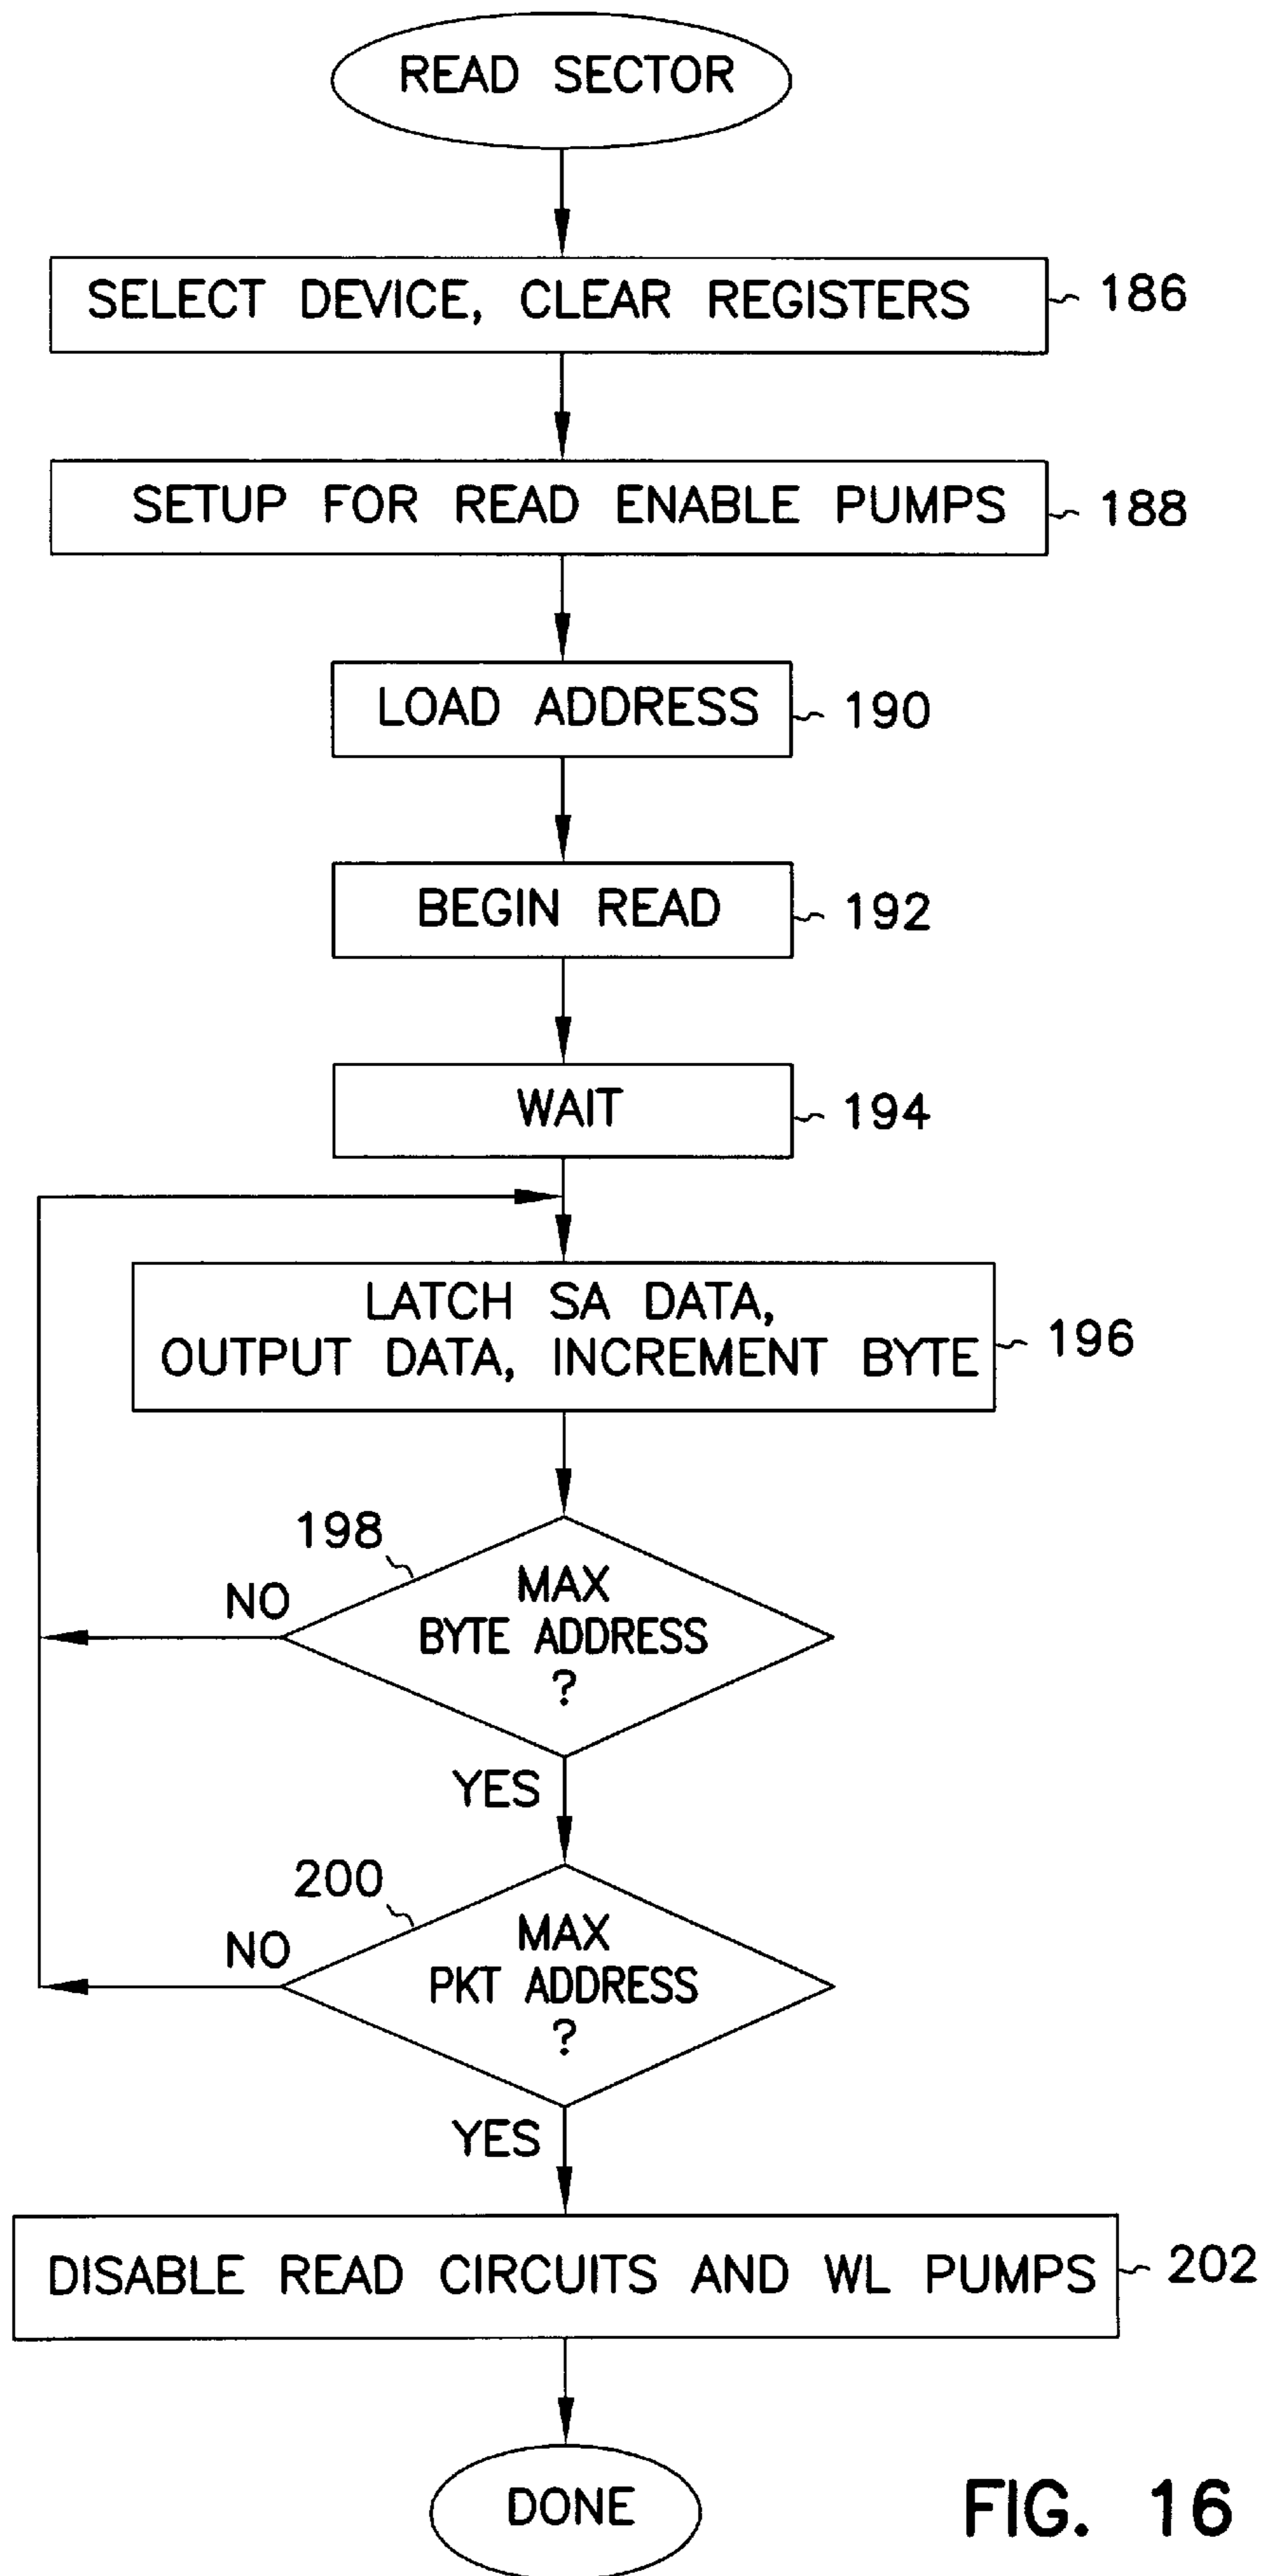 READ SECTOR
SELECT DEVICE, CLEAR REGISTERS
186
SETUP FOR READ ENABLE PUMPS
188
LOAD ADDRESS
190
BEGIN READ
192
WAIT
194
LATCH SA DATA,
OUTPUT DATA, INCREMENT BYTE
196
198
NO
MAX
BYTE ADDRESS
?
YES
200
NO
MAX
PKT ADDRESS
?
YES
DISABLE READ CIRCUITS AND WL PUMPS
202
DONE
FIG. 16